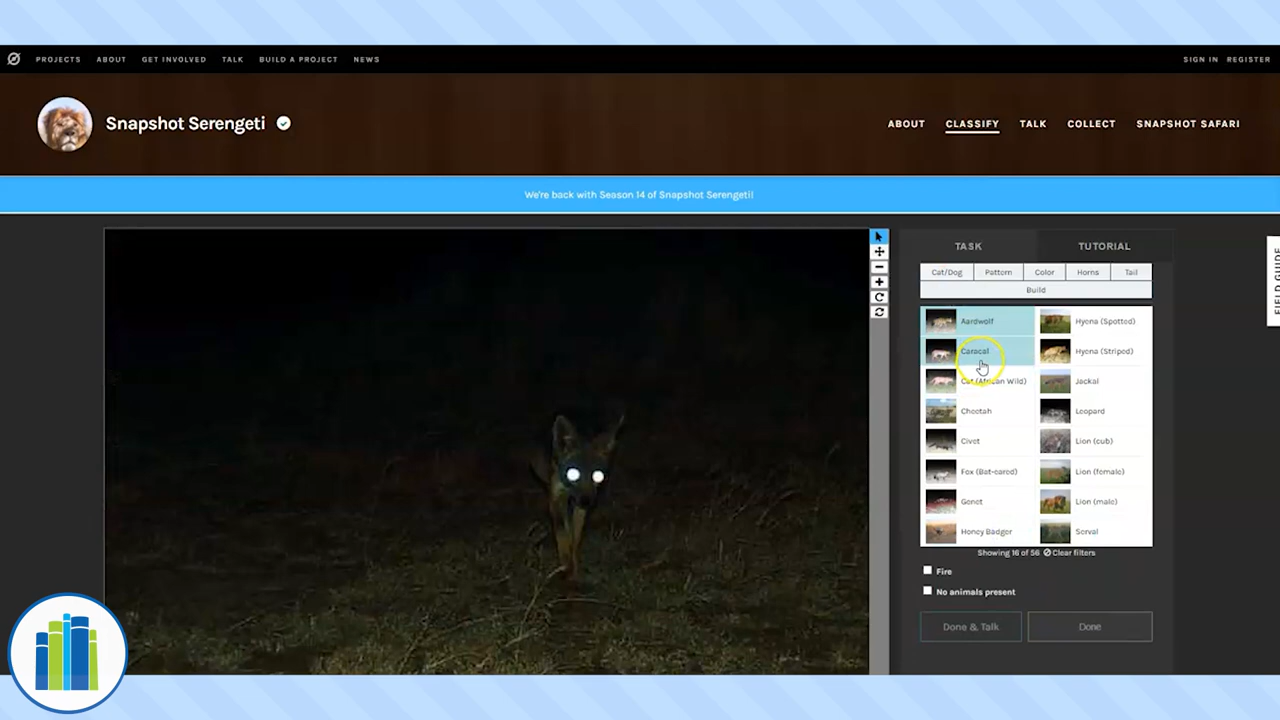 PROJECTS ABOUT GET INVOLVED TALK BUILD A PROJECT NEWS SIGN IN REGISTER
Snapshot Serengeti
ABOUT CLASSIFY TALK COLLECT SNAPSHOT SAFARI
We're back with Season 14 of Snapshot Serengeti!
TASK TUTORIAL
Cat/Dog Pattern Color Horns Tail
Build
Aardwolf Hyena (Spotted)
Caracal Hyena (Striped)
Cat (African Wild) Jackal
Cheetah Leopard
Civet Lion (cub)
Fox (Bat-eared) Lion (female)
Genet Lion (male)
Honey Badger Serval
Showing 16 of 56 Clear filters
Fire
No animals present
Done & Talk Done
FIELD GUIDE